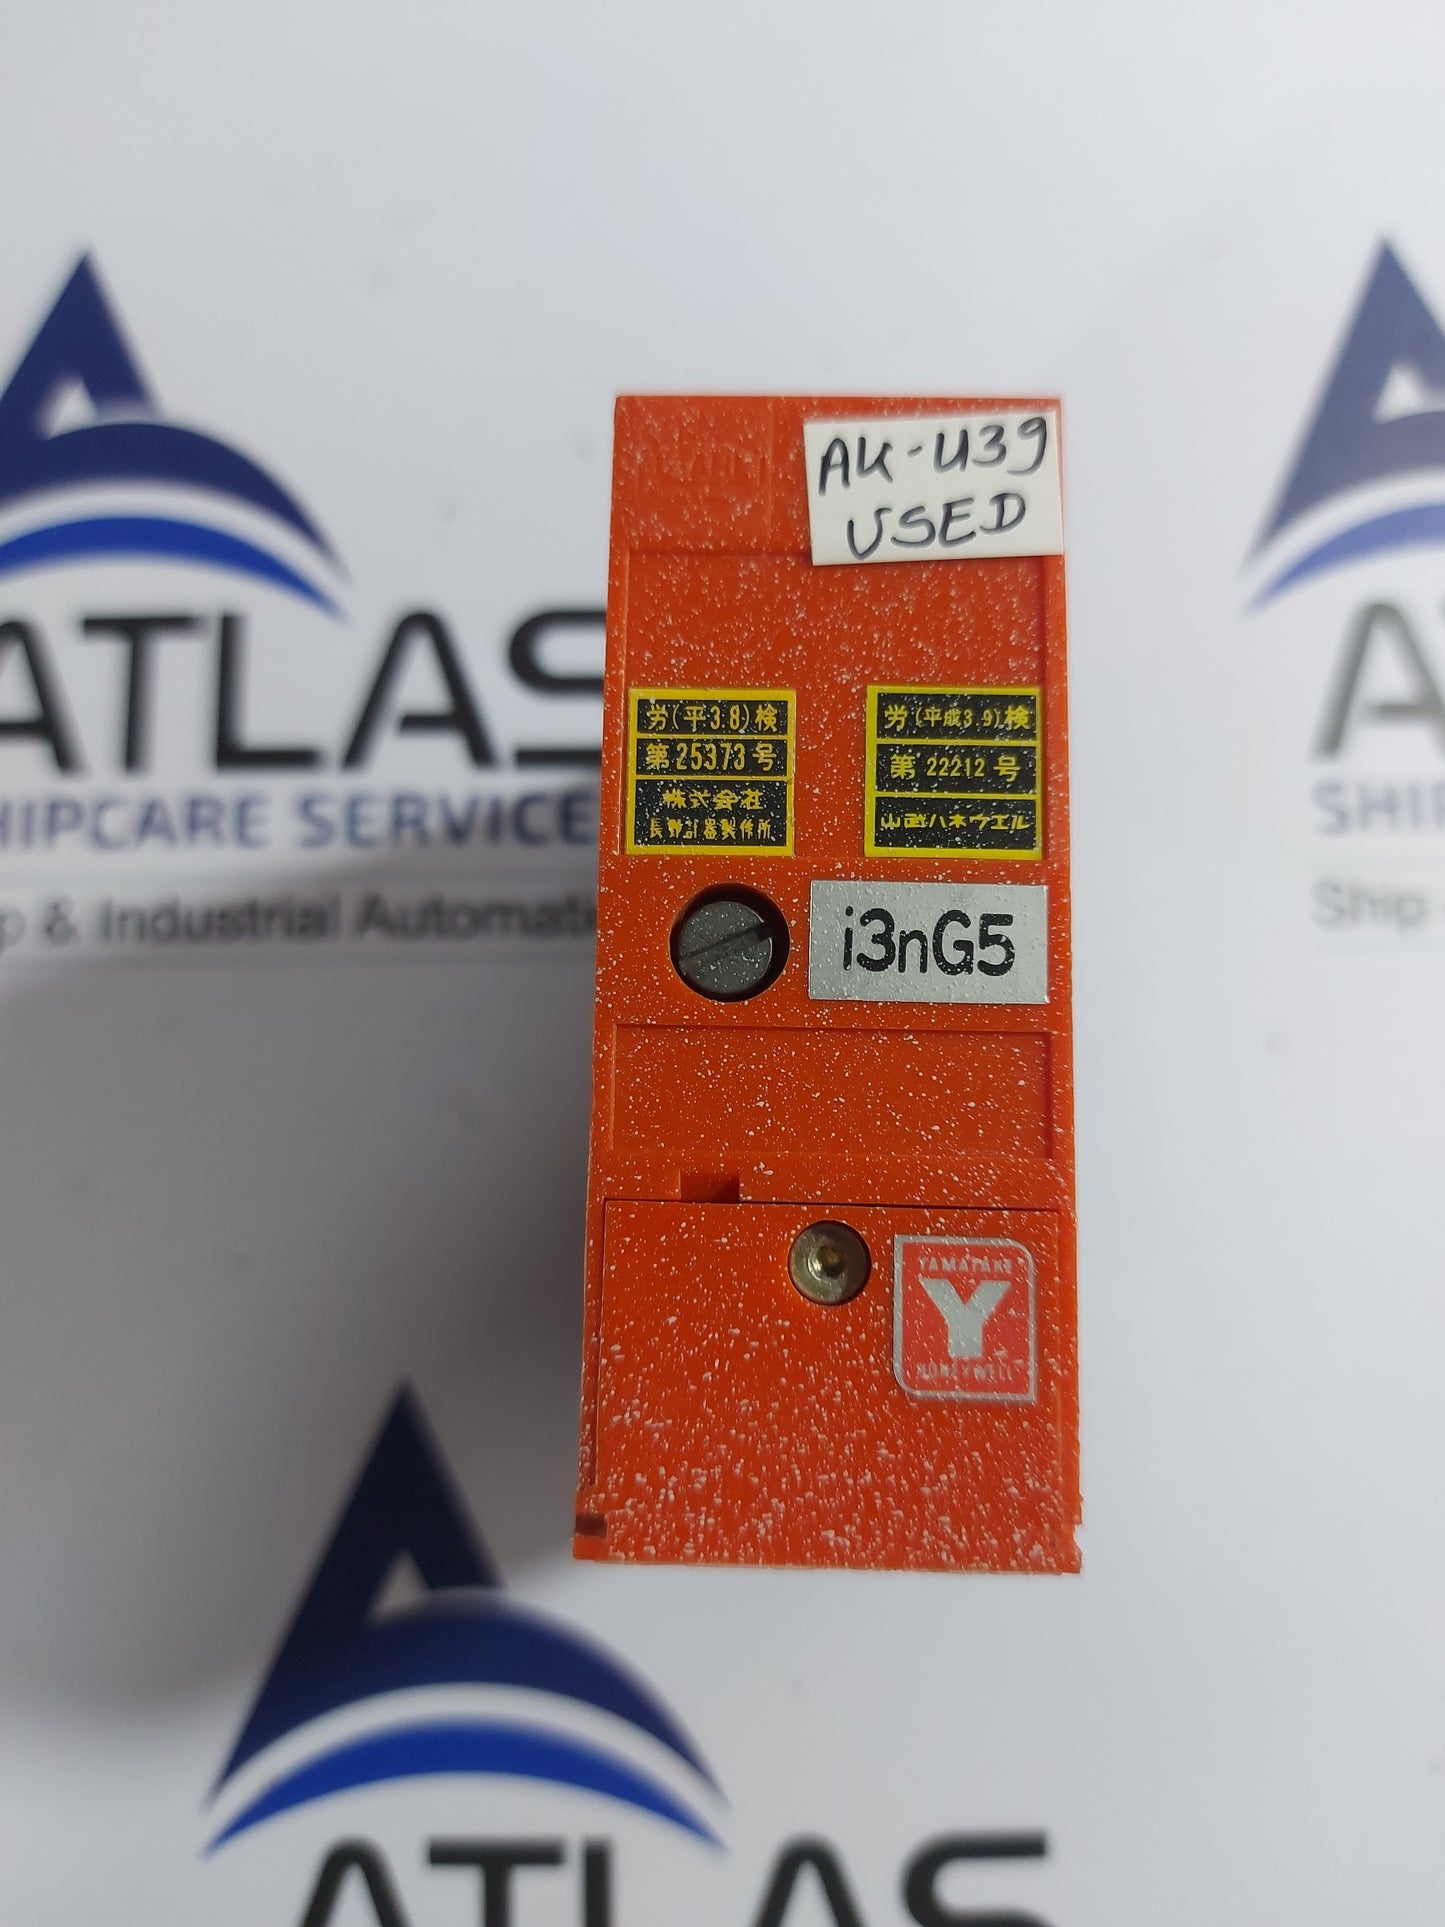 AK-U39
USED
労(平3.8)検
第25373号
株式会社
長野計器製作所
労(平成3.9)検
第22212号
山武ハネウエル
i3nG5
YAMATAKE
Y
HONEYWELL
ATLAS
SHIPCARE SERVICE
p & Industrial Automati
A
SHIP
Ship
ATLAS